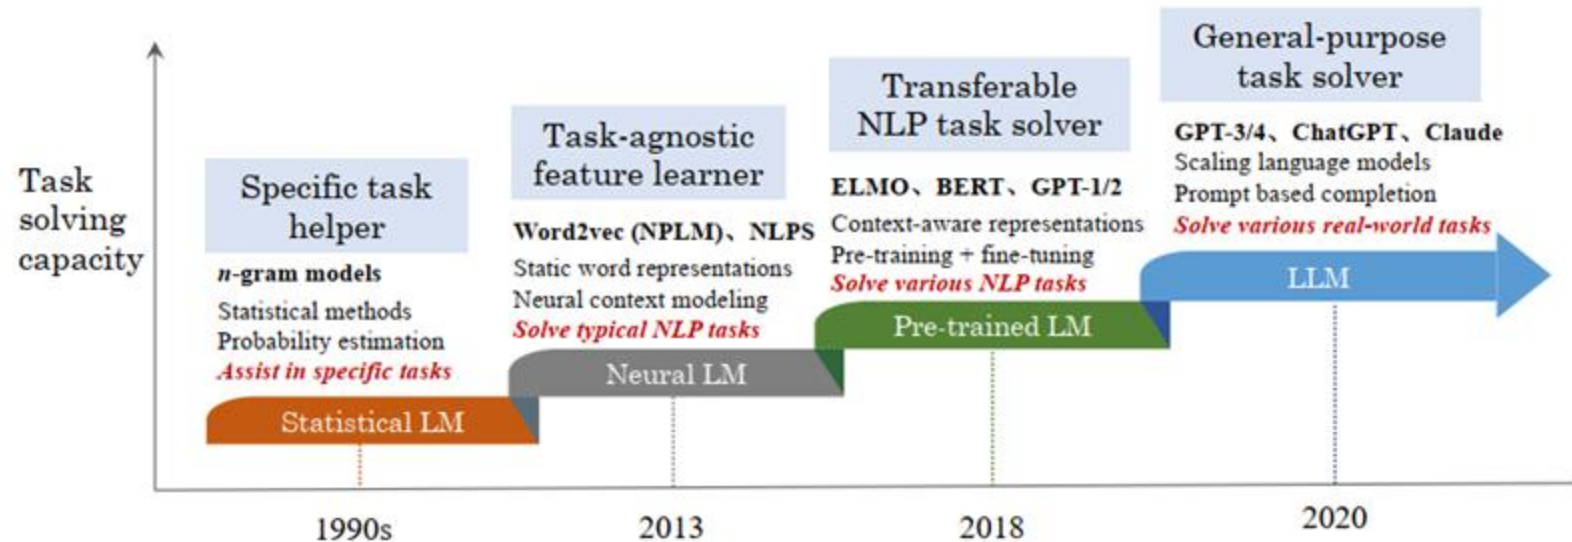 Task
solving
capacity
Specific task
helper
n-gram models
Statistical methods
Probability estimation
Assist in specific tasks
Statistical LM
1990s
Task-agnostic
feature learner
Word2vec (NPLM)、NLPS
Static word representations
Neural context modeling
Solve typical NLP tasks
Neural LM
2013
Transferable
NLP task solver
ELMO、BERT、GPT-1/2
Context-aware representations
Pre-training + fine-tuning
Solve various NLP tasks
Pre-trained LM
2018
General-purpose
task solver
GPT-3/4、ChatGPT、Claude
Scaling language models
Prompt based completion
Solve various real-world tasks
LLM
2020